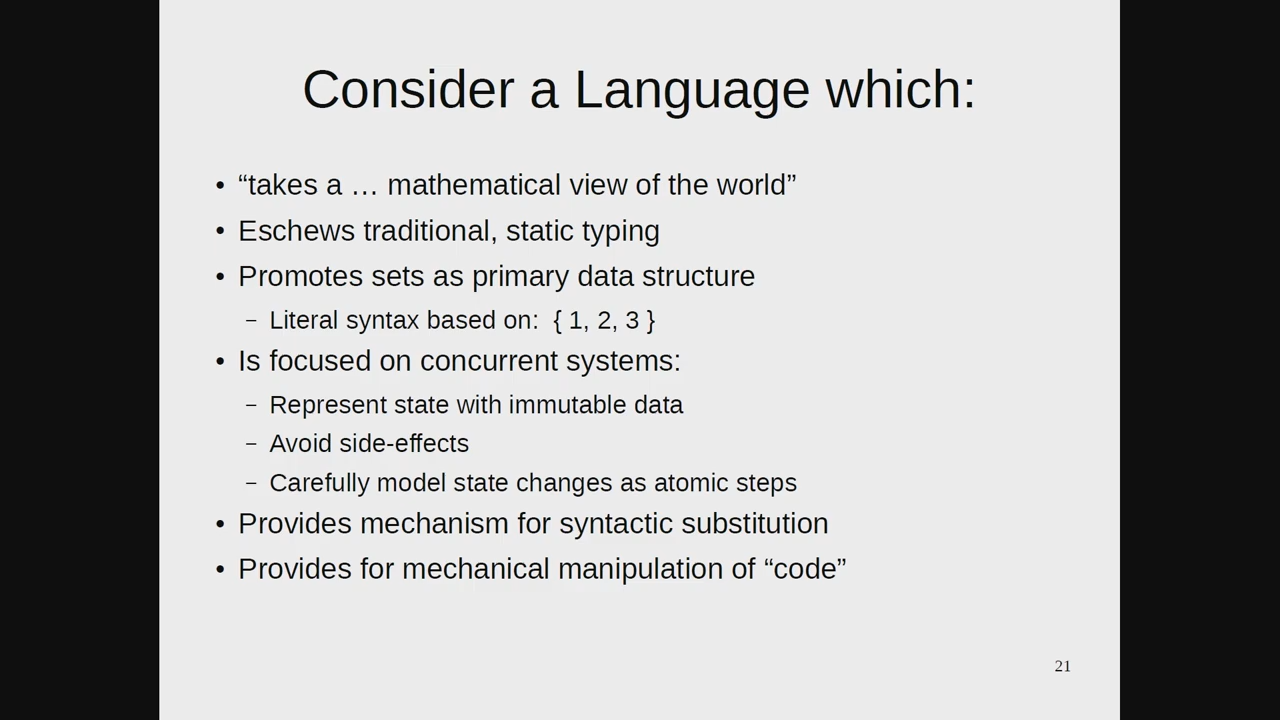 Consider a Language which:
• “takes a … mathematical view of the world”
• Eschews traditional, static typing
• Promotes sets as primary data structure
– Literal syntax based on:  { 1, 2, 3 }
• Is focused on concurrent systems:
– Represent state with immutable data
– Avoid side-effects
– Carefully model state changes as atomic steps
• Provides mechanism for syntactic substitution
• Provides for mechanical manipulation of “code”
21